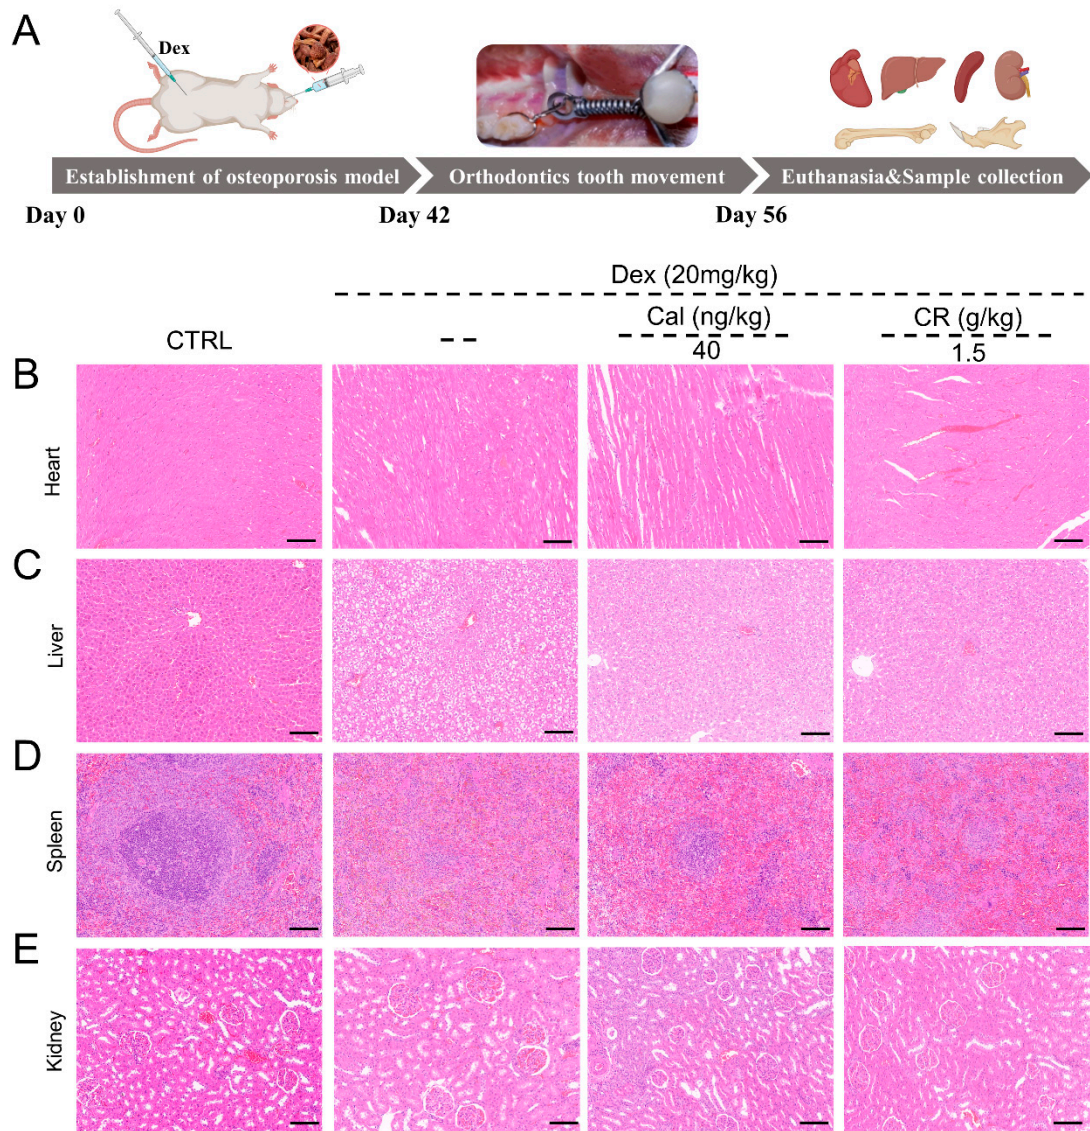 A
Dex
Establishment of osteoporosis model
Orthodontics tooth movement
Euthanasia&Sample collection
Day 0
Day 42
Day 56
Dex (20mg/kg)
CTRL
--
Cal (ng/kg)
40
CR (g/kg)
1.5
B
Heart
C
Liver
D
Spleen
E
Kidney